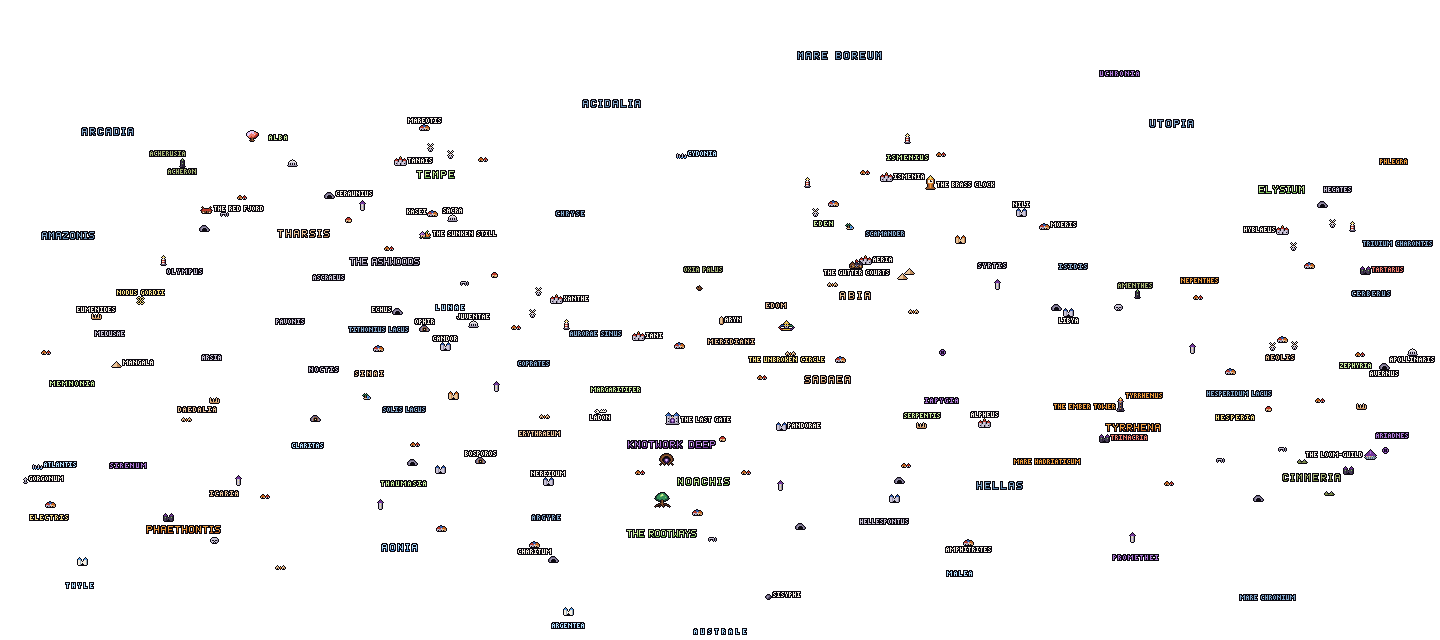 MARE BOREUM
UCHRONIA
ACIDALIA
MAREOTIS
UTOPIA
ARCADIA
ALBA
ACHERUSIA
CYDONIA
ISMENIUS
TANAIS
PHLEGRA
ACHERON
TEMPE
ISMENIA
THE BRASS CLOCK
ELYSIUM
HECATES
CERAUNIUS
NILI
THE RED FJORD
KASEI
SACRA
CHRYSE
EDEN
MOERIS
HYBLAEUS
AMAZONIS
THARSIS
THE SUNKEN STILL
SCAMANDER
TRIVIUM CHARONTIS
THE ASHWOODS
AERIA
SYRTIS
ISIDIS
OLYMPUS
OXIA PALUS
THE GUTTER COURTS
TARTARUS
ASCRAEUS
NEPENTHES
AMENTHES
NODUS GORDII
ABIA
CERBERUS
XANTHE
EUMENIDES
ECHUS
LUNAE
EDOM
PAVONIS
OPHIR
JUVENTAE
ARYN
LIBYA
MEDUSAE
TITHONIUS LACUS
AURORAE SINUS
IANI
CANDOR
MERIDIANI
ARSIA
AEOLIS
MANGALA
COPRATES
THE UNBROKEN CIRCLE
APOLLINARIS
NOCTIS
SINAI
ZEPHYRIA
AVERNUS
MEMNONIA
SABAEA
MARGARITIFER
TYRRHENUS
HESPERIDUM LACUS
DAEDALIA
SOLIS LACUS
IAPYGIA
THE EMBER TOWER
LADON
THE LAST GATE
SERPENTIS
ALPHEUS
HESPERIA
PANDORAE
TYRRHENA
ERYTHRAEUM
TRINACRIA
ARIADNES
CLARITAS
KNOTWORK DEEP
BOSPOROS
THE LOOM-GUILD
ATLANTIS
SIRENUM
MARE HADRIATICUM
GORGONUM
NEREIDUM
CIMMERIA
THAUMASIA
NOACHIS
HELLAS
ICARIA
ELECTRIS
ARGYRE
HELLESPONTUS
PHAETHONTIS
THE ROOTWAYS
AONIA
CHARITUM
AMPHITRITES
PROMETHEI
MALEA
THYLE
SISYPHI
MARE CHRONIUM
ARGENTEA
AUSTRALE